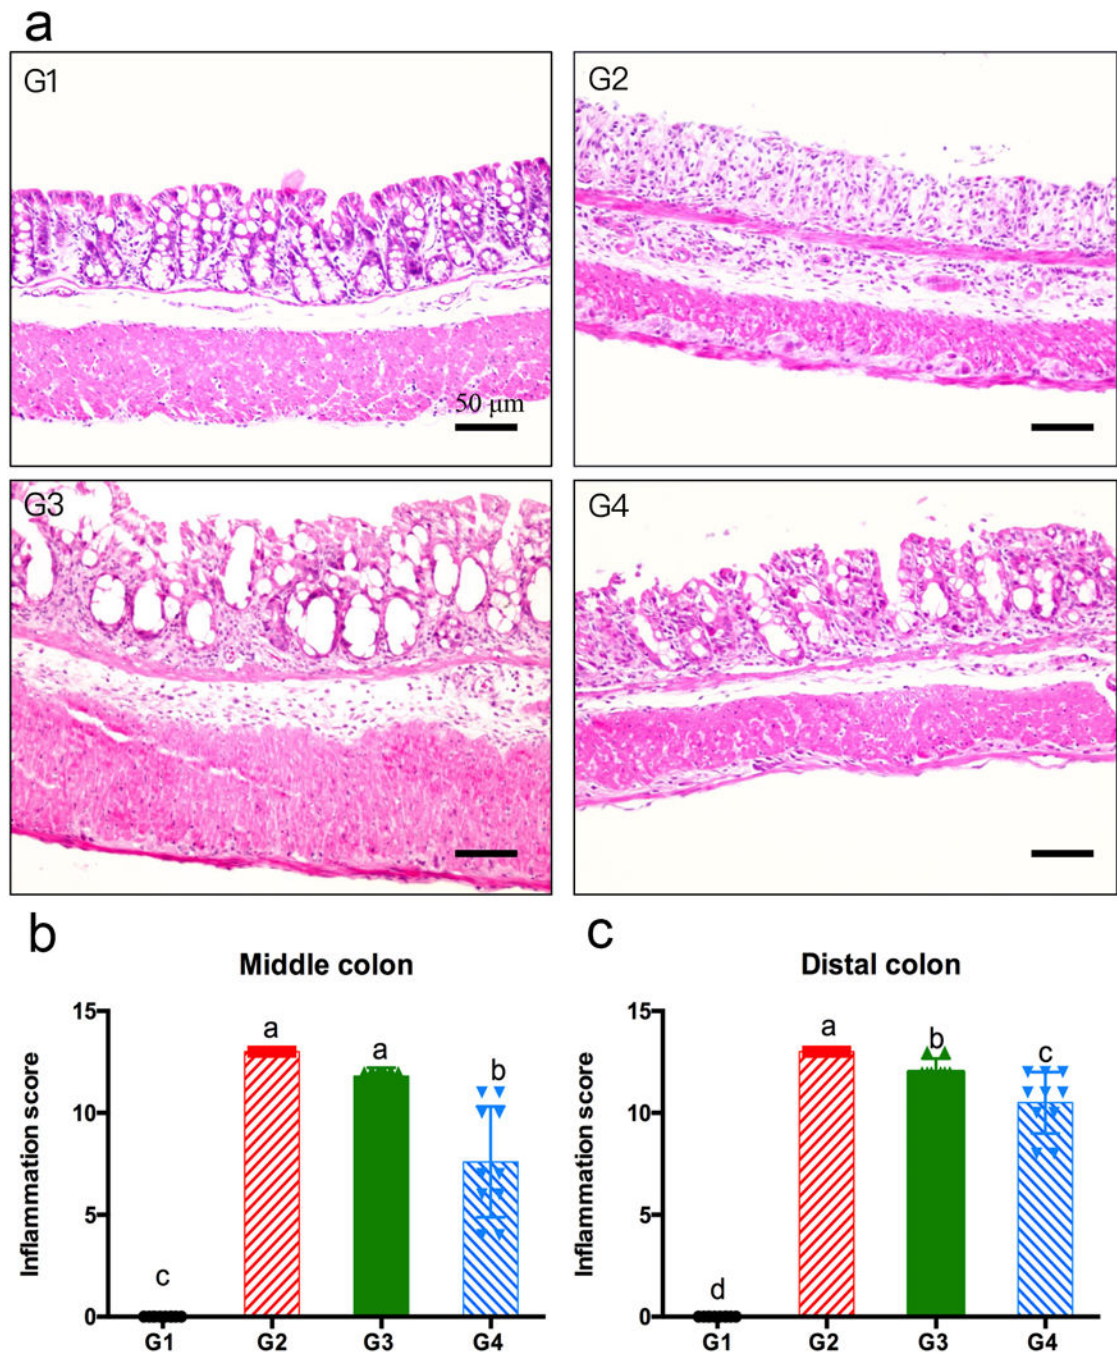 a
G1
G2
50 μm
G3
G4
b
Middle colon
Inflammation score
15
10
5
0
c
a
a
b
G1
G2
G3
G4
c
Distal colon
Inflammation score
15
10
5
0
d
a
b
c
G1
G2
G3
G4